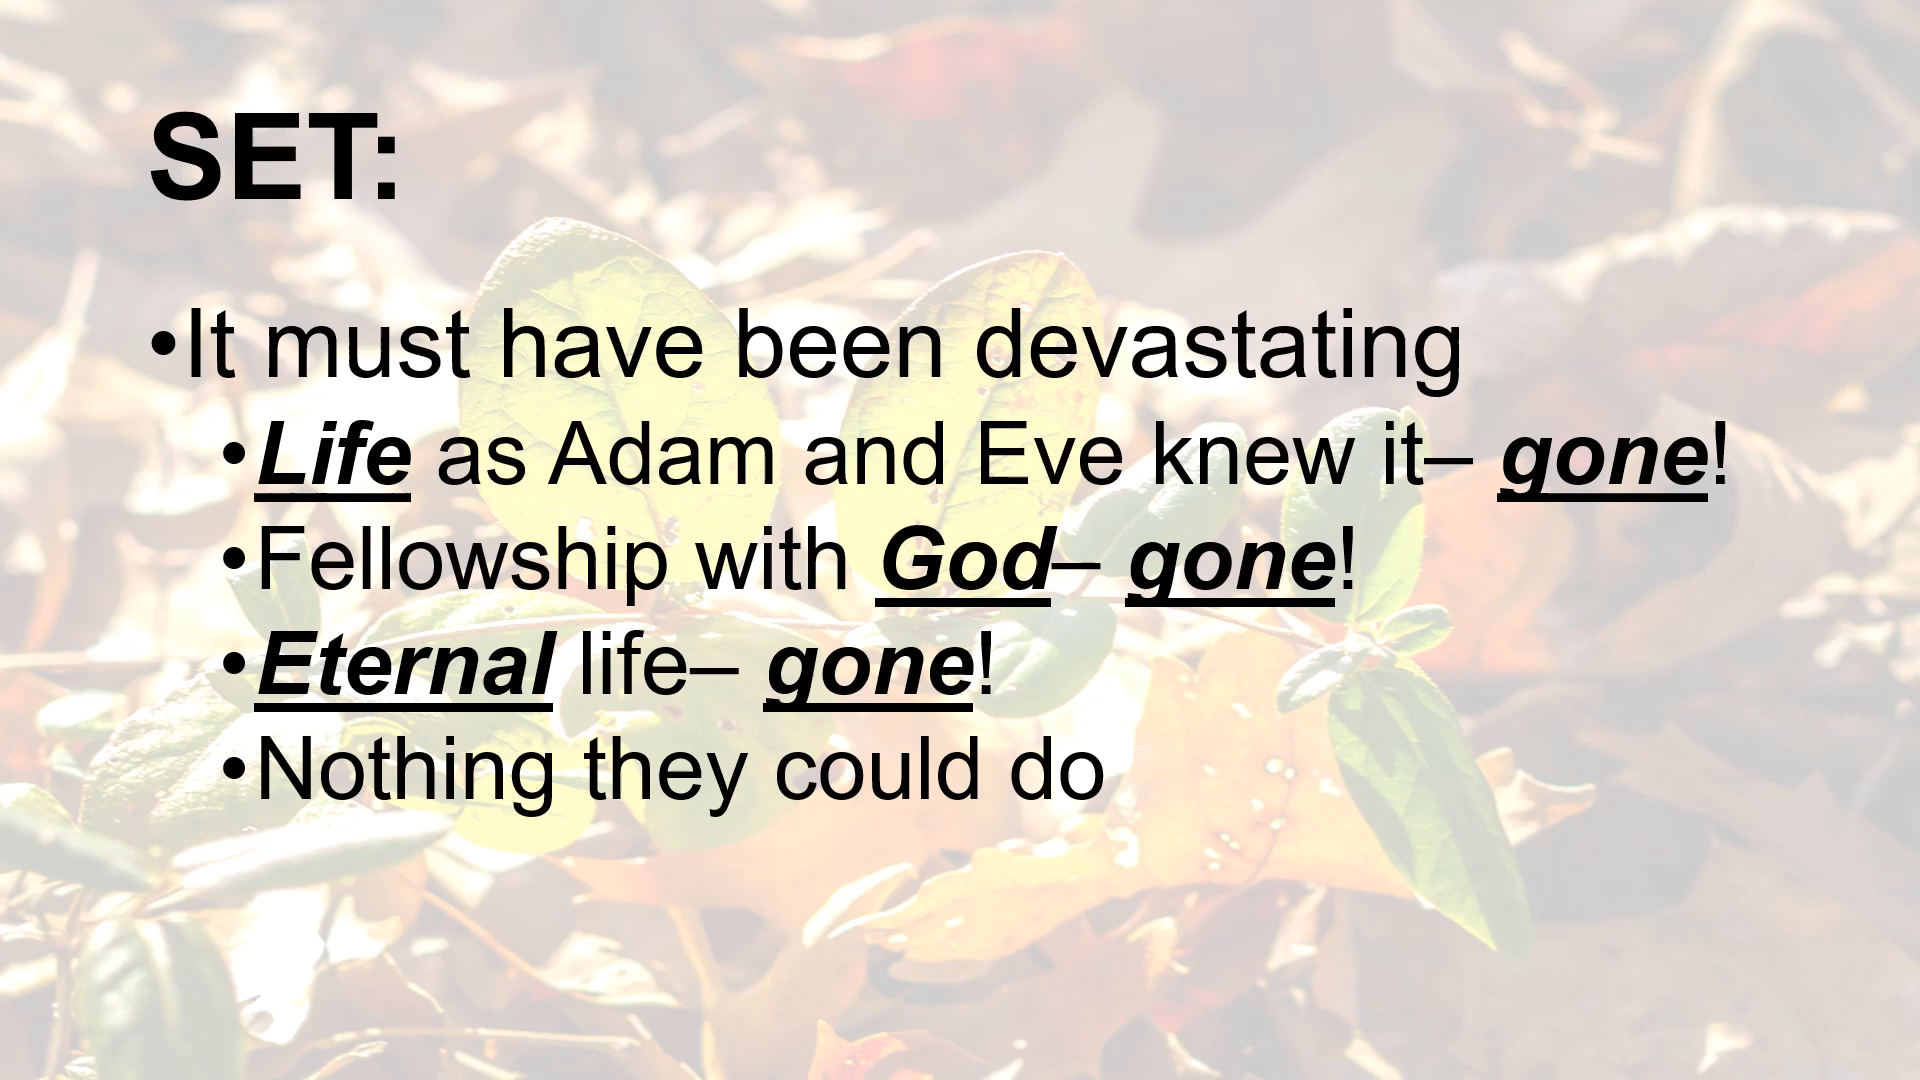 SET:
•It must have been devastating
•Life as Adam and Eve knew it– gone!
•Fellowship with God– gone!
•Eternal life– gone!
•Nothing they could do